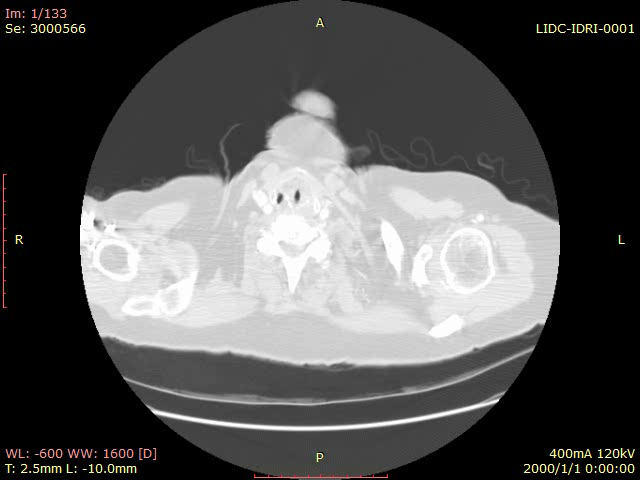 Im: 1/133
Se: 3000566
A
LIDC-IDRI-0001
R
L
WL: -600 WW: 1600 [D]
T: 2.5mm L: -10.0mm
P
400mA 120kV
2000/1/1 0:00:00